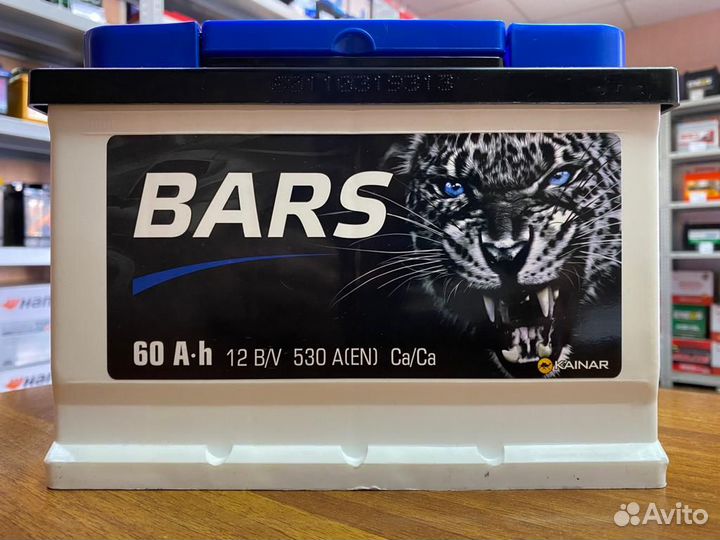 BARS
60 A·h 12 B/V 530 A(EN) Ca/Ca
KAINAR
Avito